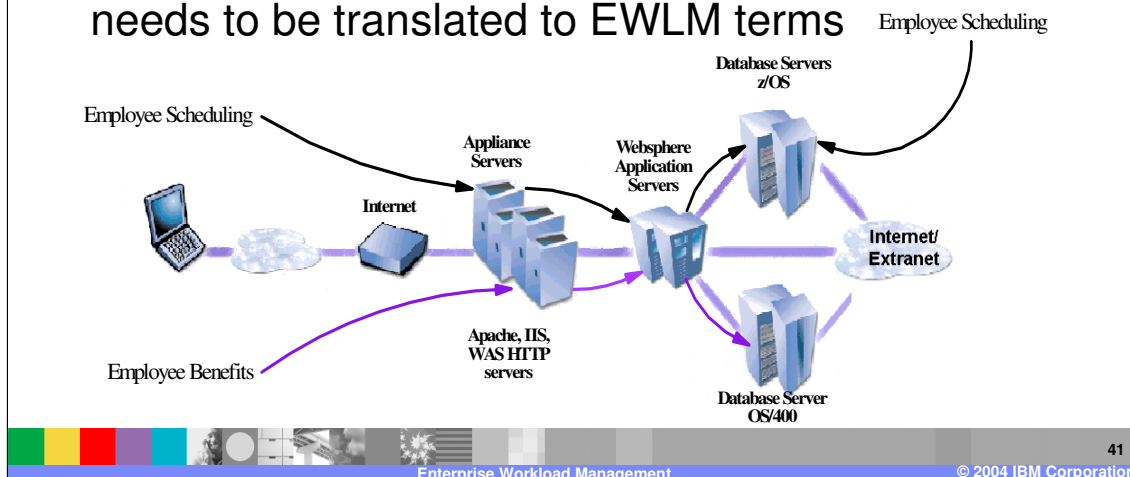 needs to be translated to EWLM terms
Employee Scheduling
Database Servers
z/OS
Employee Scheduling
Appliance
Servers
Websphere
Application
Servers
Internet
Internet/
Extranet
Apache, IIS,
WAS HTTP
servers
Employee Benefits
Database Server
OS/400
41
Enterprise Workload Management
© 2004 IBM Corporation